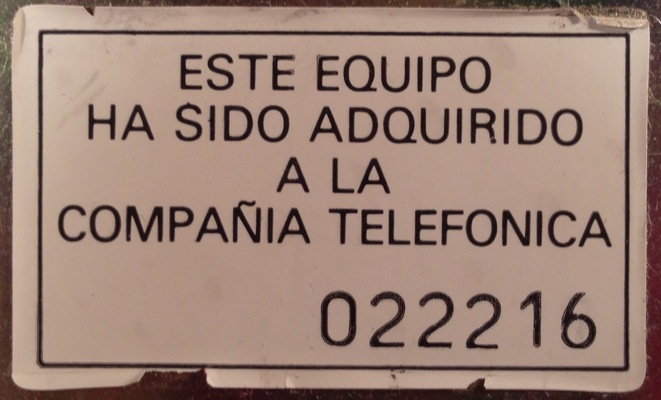 ESTE EQUIPO
HA SIDO ADQUIRIDO
A LA
COMPAÑIA TELEFONICA
022216